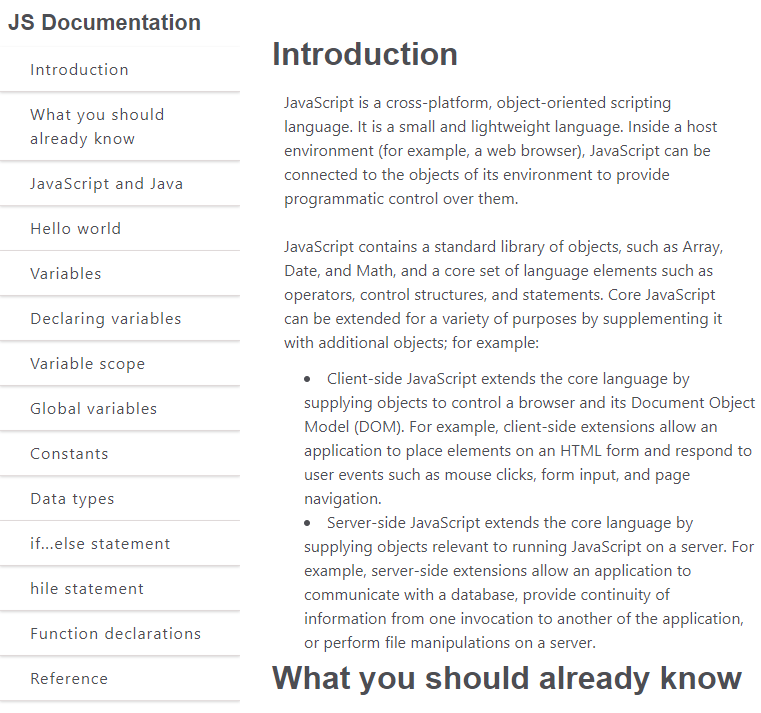 JS Documentation
Introduction
What you should
already know
JavaScript and Java
Hello world
Variables
Declaring variables
Variable scope
Global variables
Constants
Data types
if...else statement
hile statement
Function declarations
Reference
Introduction
JavaScript is a cross-platform, object-oriented scripting
language. It is a small and lightweight language. Inside a host
environment (for example, a web browser), JavaScript can be
connected to the objects of its environment to provide
programmatic control over them.
JavaScript contains a standard library of objects, such as Array,
Date, and Math, and a core set of language elements such as
operators, control structures, and statements. Core JavaScript
can be extended for a variety of purposes by supplementing it
with additional objects; for example:
• Client-side JavaScript extends the core language by
supplying objects to control a browser and its Document Object
Model (DOM). For example, client-side extensions allow an
application to place elements on an HTML form and respond to
user events such as mouse clicks, form input, and page
navigation.
• Server-side JavaScript extends the core language by
supplying objects relevant to running JavaScript on a server. For
example, server-side extensions allow an application to
communicate with a database, provide continuity of
information from one invocation to another of the application,
or perform file manipulations on a server.
What you should already know